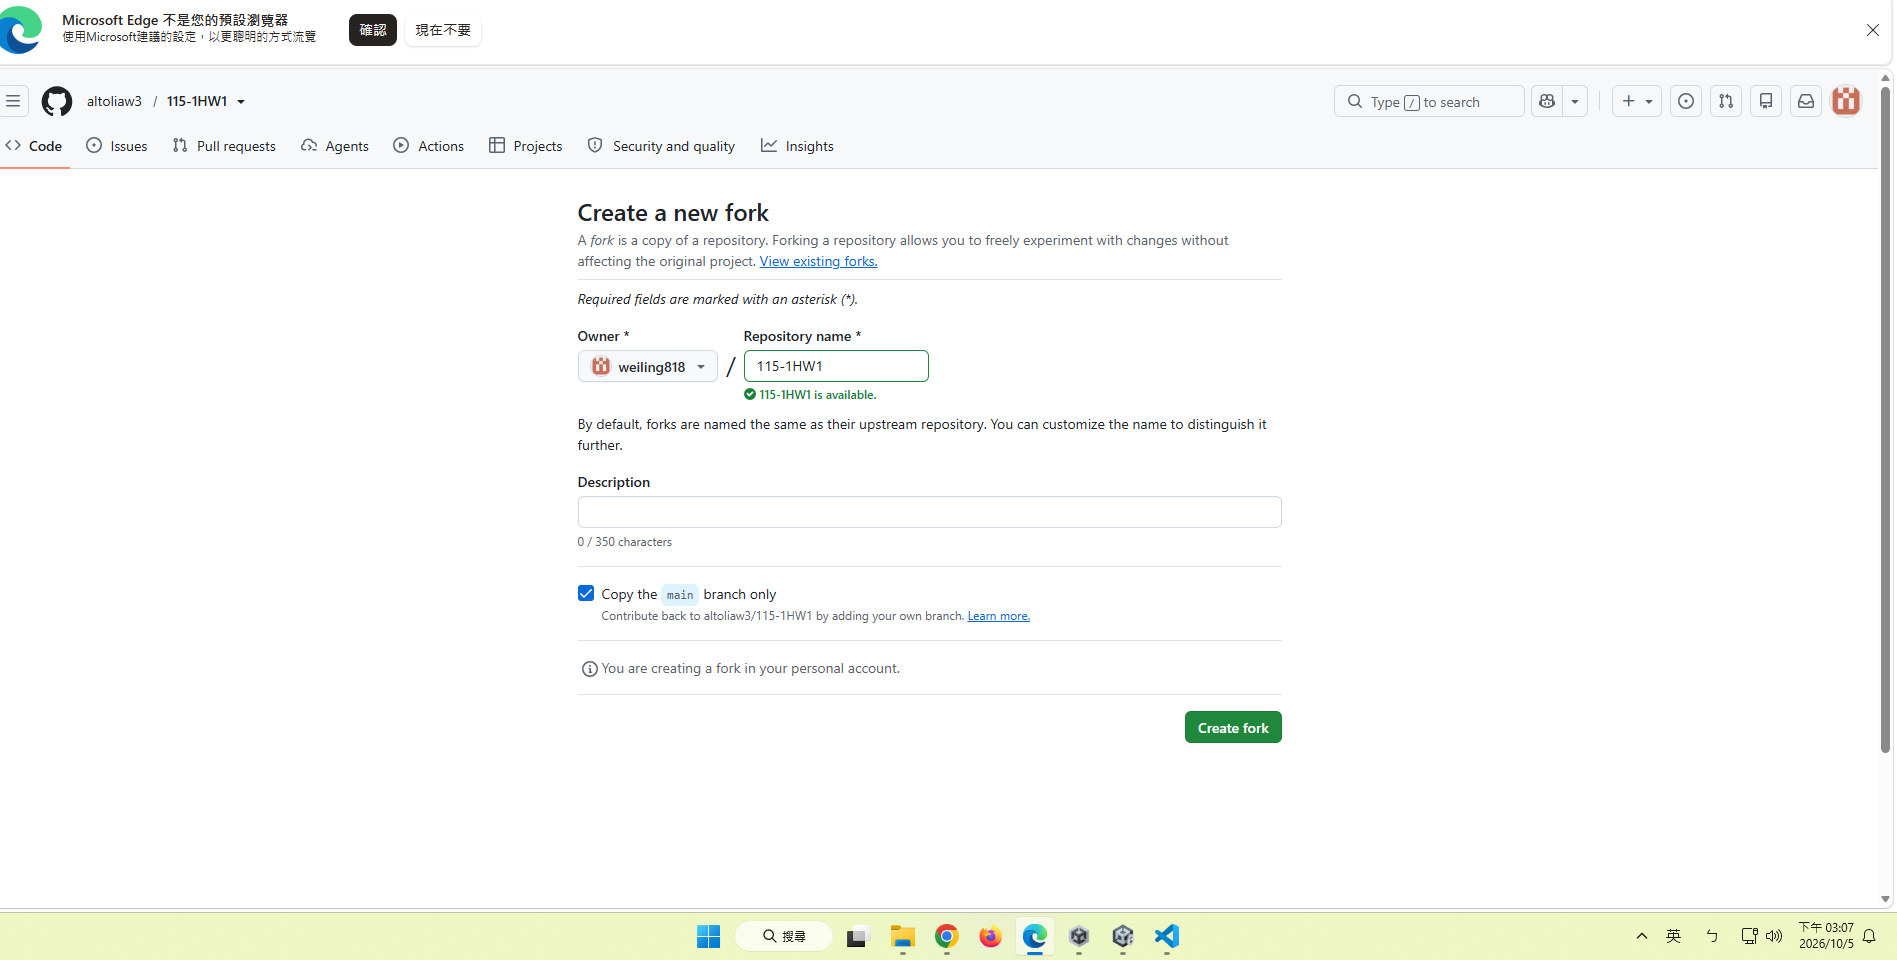 Microsoft Edge 不是您的預設瀏覽器
使用Microsoft建議的設定，以更聰明的方式流覽
確認
現在不要
altoliaw3 / 115-1HW1
Type / to search
Code
Issues
Pull requests
Agents
Actions
Projects
Security and quality
Insights
Create a new fork
A fork is a copy of a repository. Forking a repository allows you to freely experiment with changes without
affecting the original project. View existing forks.
Required fields are marked with an asterisk (*).
Owner *
Repository name *
weiling818
/
115-1HW1
115-1HW1 is available.
By default, forks are named the same as their upstream repository. You can customize the name to distinguish it
further.
Description
0 / 350 characters
Copy the main branch only
Contribute back to altoliaw3/115-1HW1 by adding your own branch. Learn more.
You are creating a fork in your personal account.
Create fork
搜尋
英
ㄅ
下午 03:07
2026/10/5